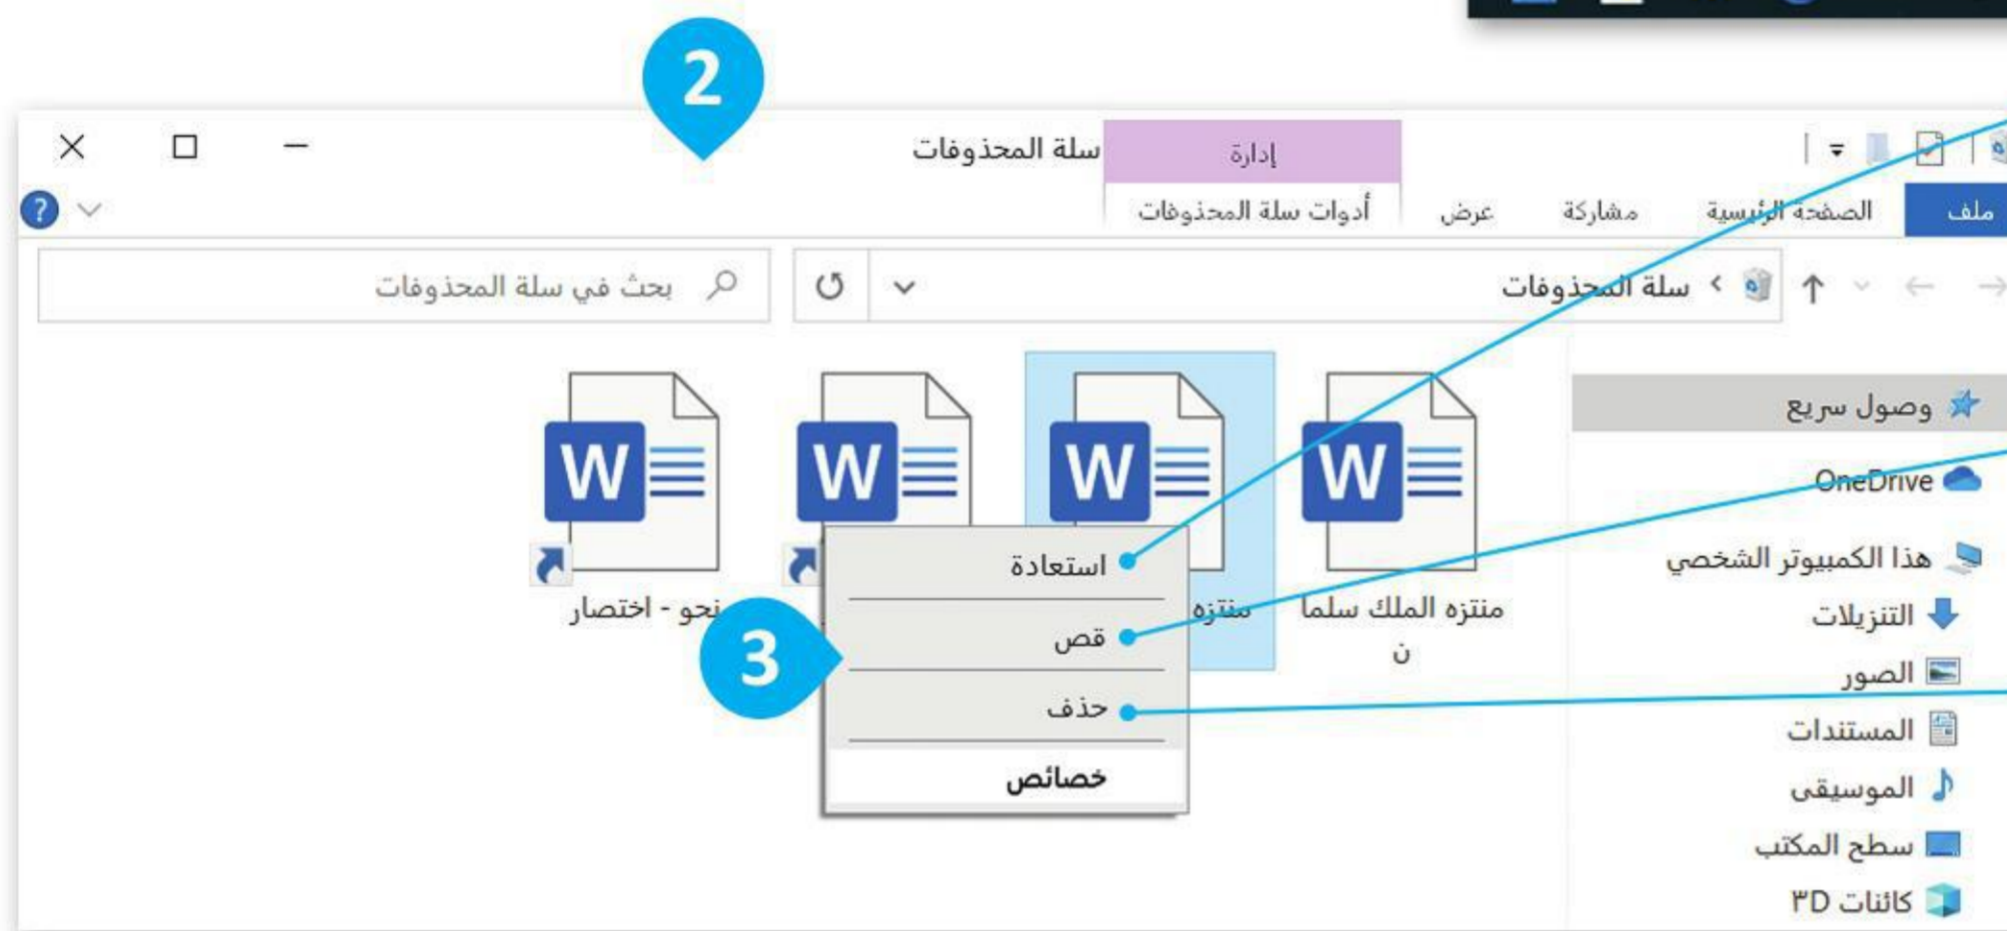 2
إدارة
سلة المحذوفات
ملف
الصفحة الرئيسية
مشاركة
عرض
أدوات سلة المحذوفات
?
سلة المحذوفات
بحث في سلة المحذوفات
وصول سريع
OneDrive
هذا الكمبيوتر الشخصي
التنزيلات
الصور
المستندات
الموسيقى
سطح المكتب
كائنات ٣D
W
W
W
W
منتزه الملك سلما
ن
منتزه
نحو - اختصار
3
استعادة
قص
حذف
خصائص